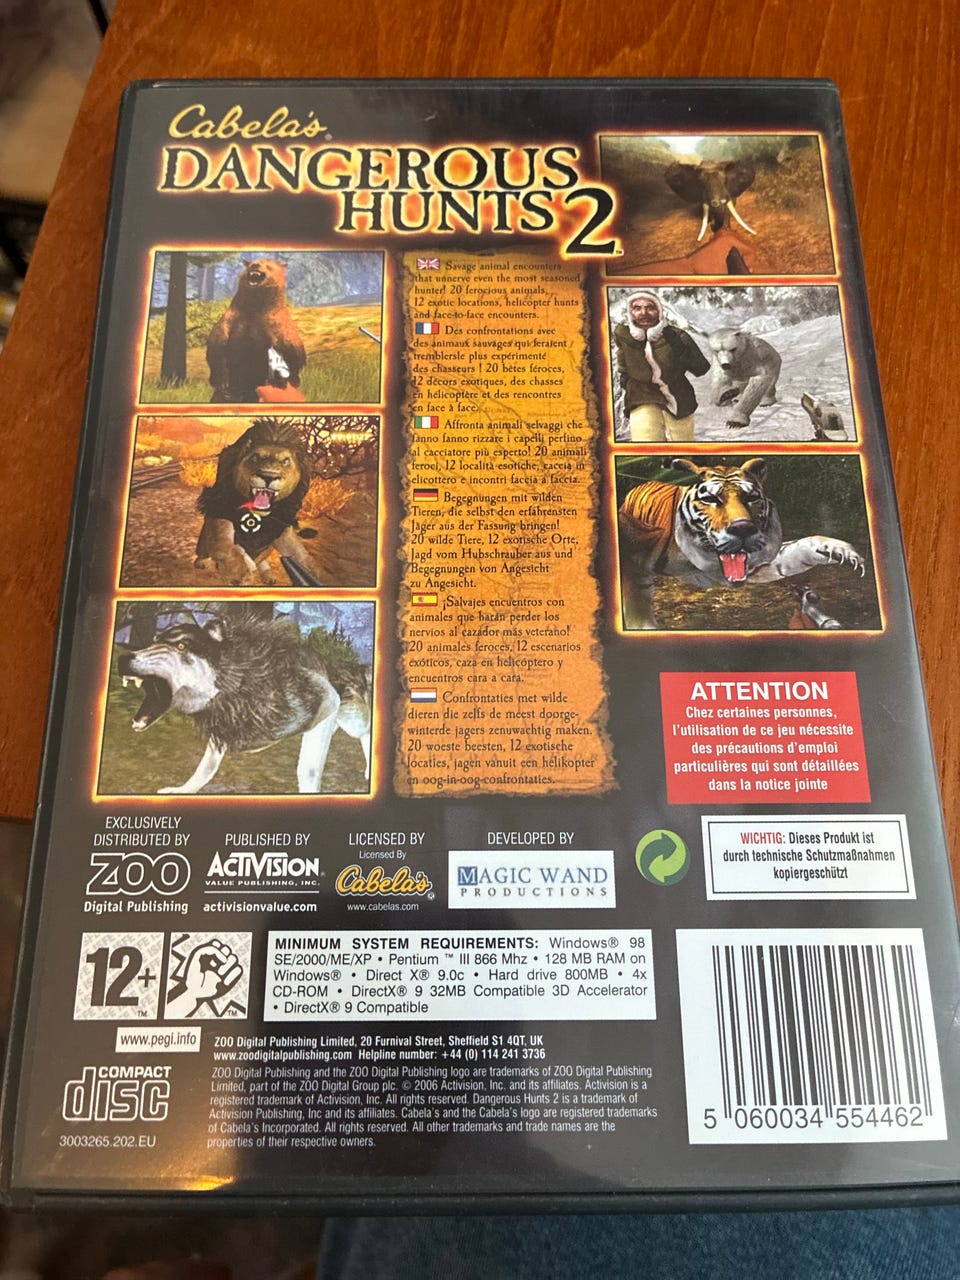 Cabela's®
DANGEROUS
HUNTS 2™
Savage animal encounters
that unnerve even the most seasoned
hunter! 20 ferocious animals,
12 exotic locations, helicopter hunts
and face-to-face encounters.
Des confrontations avec
des animaux sauvages qui feraient
tremblersle plus expérimenté
des chasseurs ! 20 bêtes féroces,
12 décors exotiques, des chasses
en hélicoptère et des rencontres
en face à face.
Affronta animali selvaggi che
fanno fanno rizzare i capelli perfino
al cacciatore più esperto! 20 animali
feroci, 12 località esotiche, caccia in
elicottero e incontri faccia a faccia.
Begegnungen mit wilden
Tieren, die selbst den erfahrensten
Jäger aus der Fassung bringen!
20 wilde Tiere, 12 exotische Orte,
Jagd vom Hubschrauber aus und
Begegnungen von Angesicht
zu Angesicht.
¡Salvajes encuentros con
animales que harán perder los
nervios al cazador más veterano!
20 animales feroces, 12 escenarios
exóticos, caza en helicóptero y
encuentros cara a cara.
Confrontaties met wilde
dieren die zelfs de meest doorge-
winterde jagers zenuwachtig maken.
20 woeste beesten, 12 exotische
locaties, jagen vanuit een helikopter
en oog-in-oog-confrontaties.
ATTENTION
Chez certaines personnes,
l'utilisation de ce jeu nécessite
des précautions d'emploi
particulières qui sont détaillées
dans la notice jointe
EXCLUSIVELY
DISTRIBUTED BY
ZOO
Digital Publishing
PUBLISHED BY
ACTIVISION®
VALUE PUBLISHING, INC.
activisionvalue.com
LICENSED BY
Licensed By
Cabela's®
www.cabelas.com
DEVELOPED BY
MAGIC WAND
PRODUCTIONS
WICHTIG: Dieses Produkt ist
durch technische Schutzmaßnahmen
kopiergeschützt
12+
™
™
www.pegi.info
MINIMUM SYSTEM REQUIREMENTS: Windows® 98
SE/2000/ME/XP • Pentium ™ III 866 Mhz • 128 MB RAM on
Windows® • Direct X® 9.0c • Hard drive 800MB • 4x
CD-ROM • DirectX® 9 32MB Compatible 3D Accelerator
• DirectX® 9 Compatible
ZOO Digital Publishing Limited, 20 Furnival Street, Sheffield S1 4QT, UK
www.zoodigitalpublishing.com Helpline number: +44 (0) 114 241 3736
ZOO Digital Publishing and the ZOO Digital Publishing logo are trademarks of ZOO Digital Publishing
Limited, part of the ZOO Digital Group plc. © 2006 Activision, Inc. and its affiliates. Activision is a
registered trademark of Activision, Inc. All rights reserved. Dangerous Hunts 2 is a trademark of
Activision Publishing, Inc and its affiliates. Cabela's and the Cabela's logo are registered trademarks
of Cabela's Incorporated. All rights reserved. All other trademarks and trade names are the
properties of their respective owners.
COMPACT
disc
3003265.202.EU
5 060034 554462